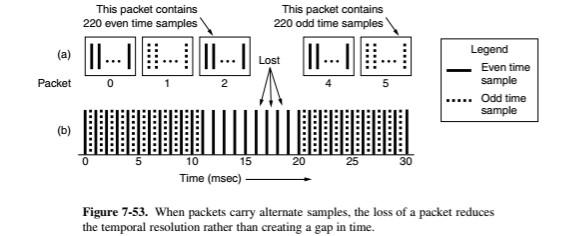 This packet contains
220 even time samples
This packet contains
220 odd time samples
Legend
Even time
sample
Odd time
sample
(a)
Lost
Packet 0 1 2 4 5
(b)
0 5 10 15 20 25 30
Time (msec)
Figure 7-53. When packets carry alternate samples, the loss of a packet reduces
the temporal resolution rather than creating a gap in time.